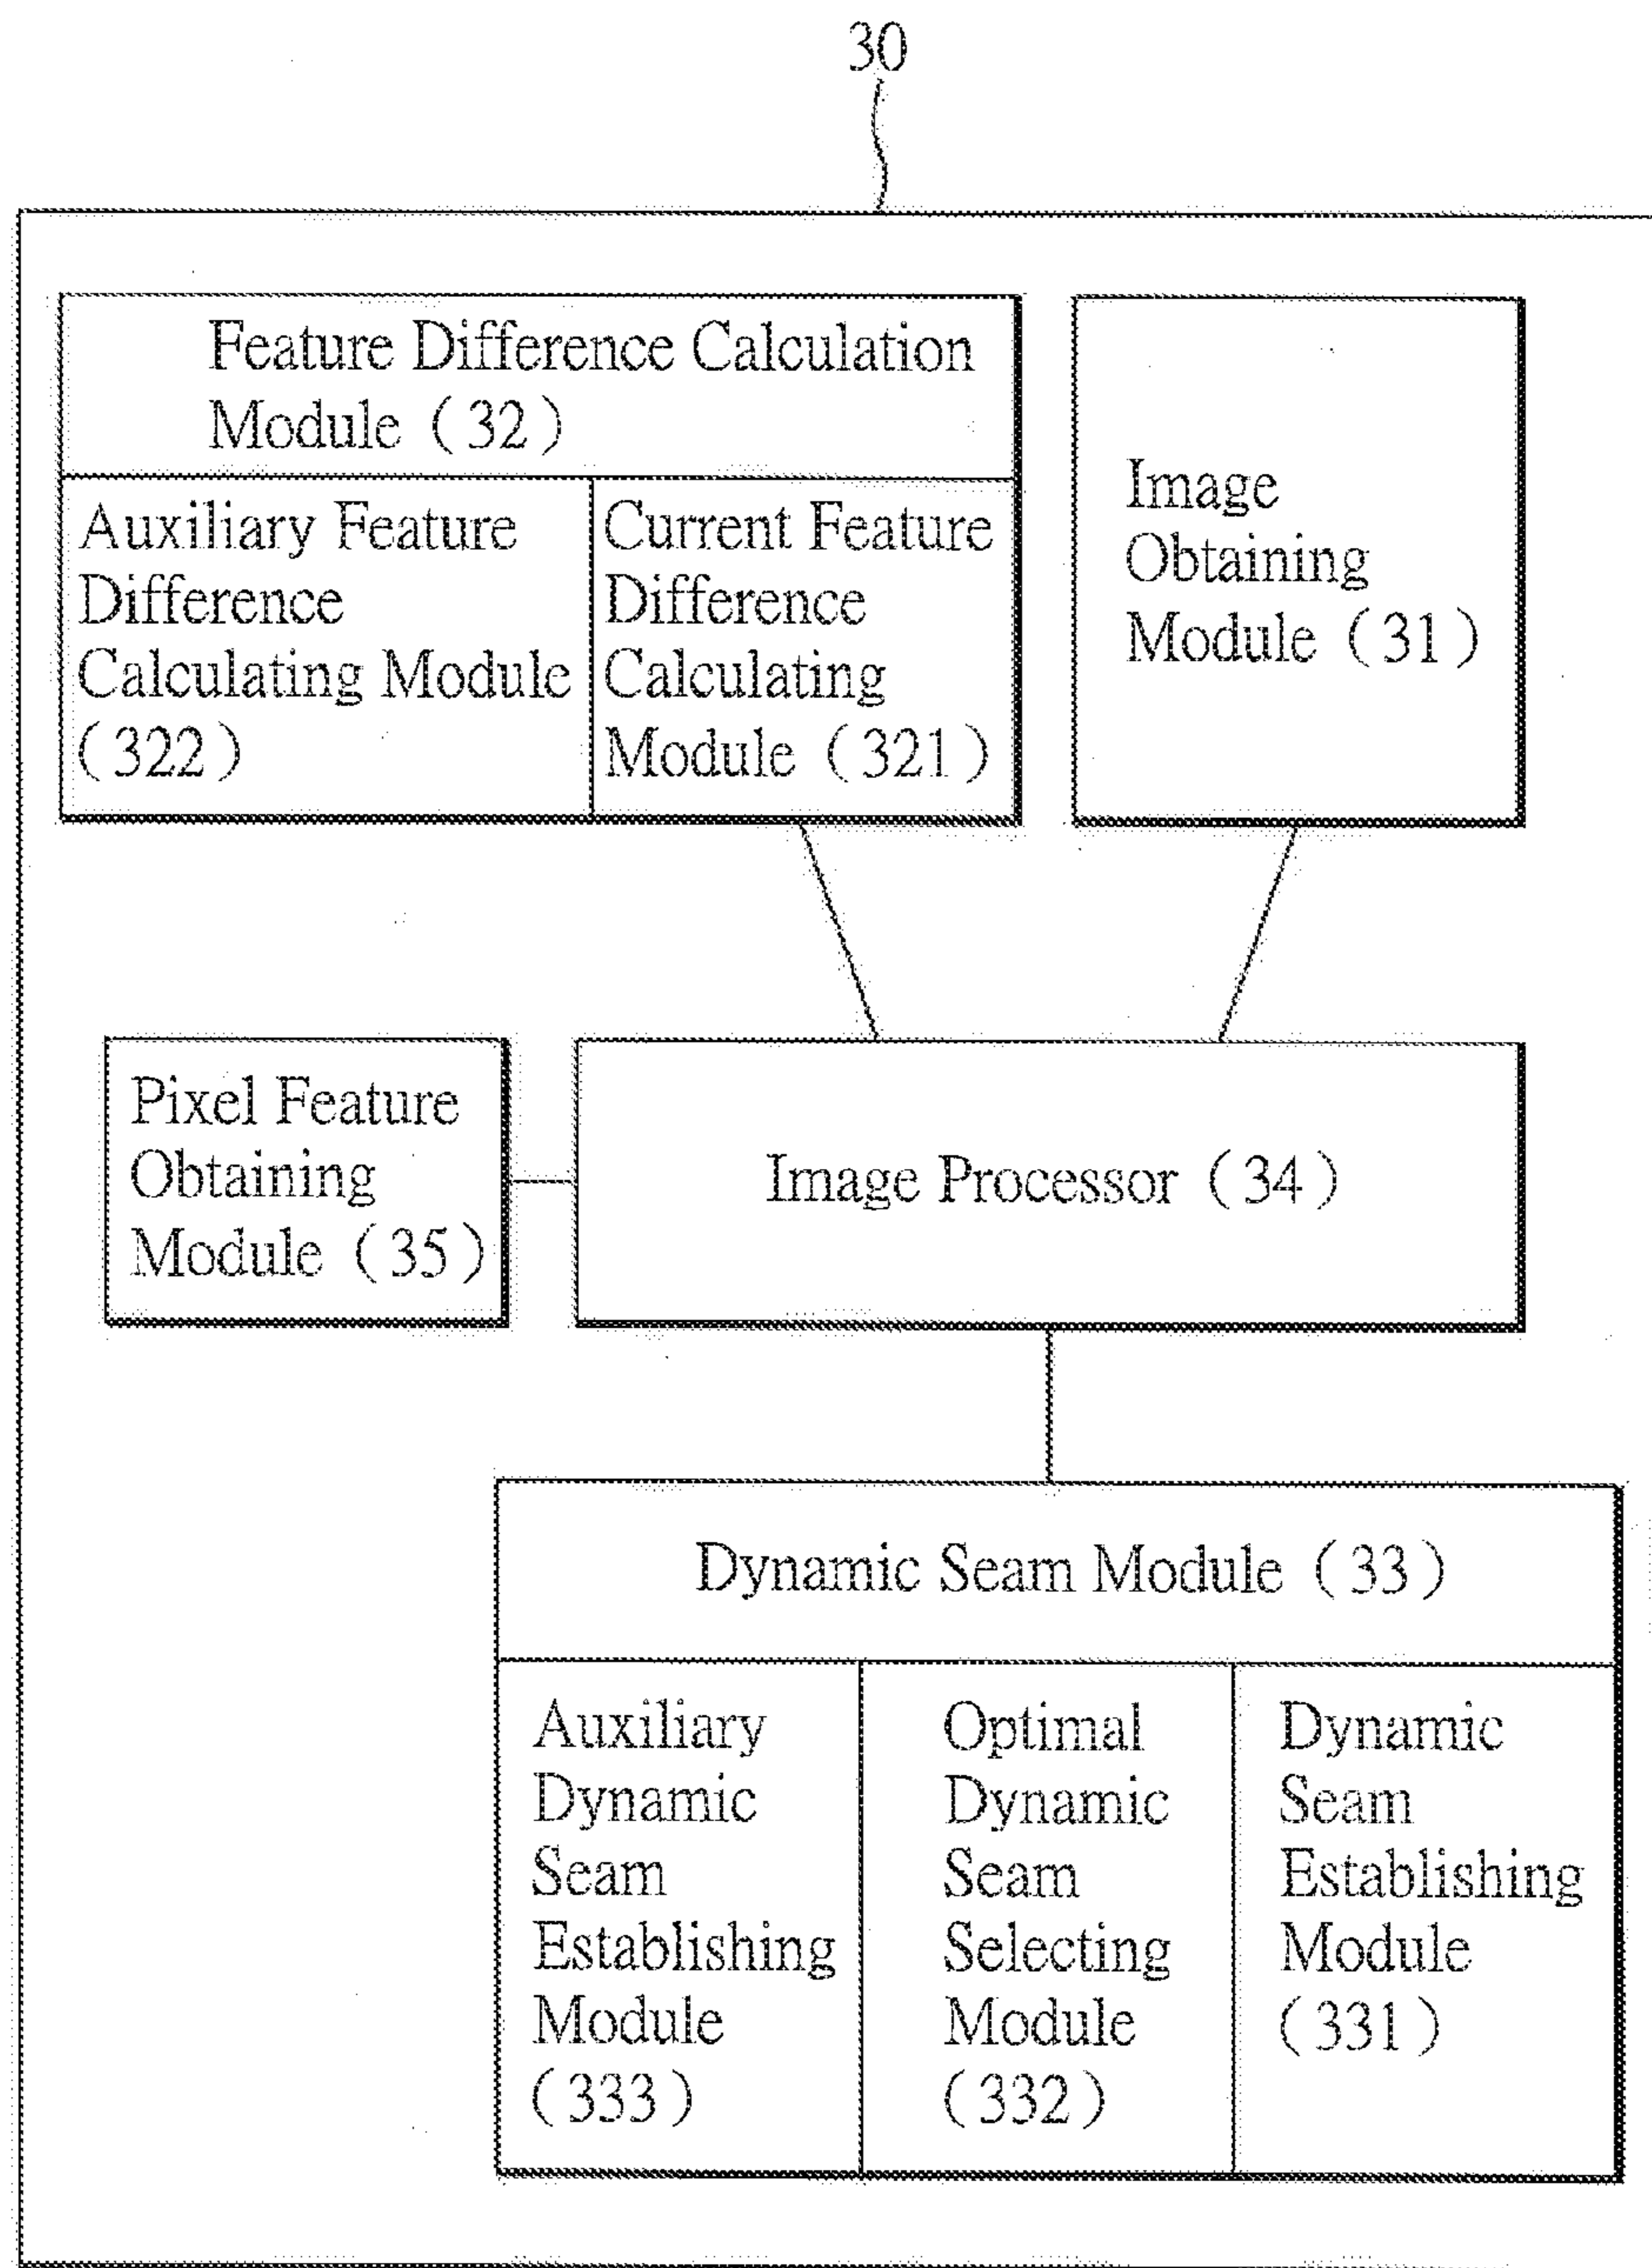 30
Feature Difference Calculation
Module (32)
Auxiliary Feature
Difference
Calculating Module
(322)
Current Feature
Difference
Calculating
Module (321)
Image
Obtaining
Module (31)
Pixel Feature
Obtaining
Module (35)
Image Processor (34)
Dynamic Seam Module (33)
Auxiliary
Dynamic
Seam
Establishing
Module
(333)
Optimal
Dynamic
Seam
Selecting
Module
(332)
Dynamic
Seam
Establishing
Module
(331)